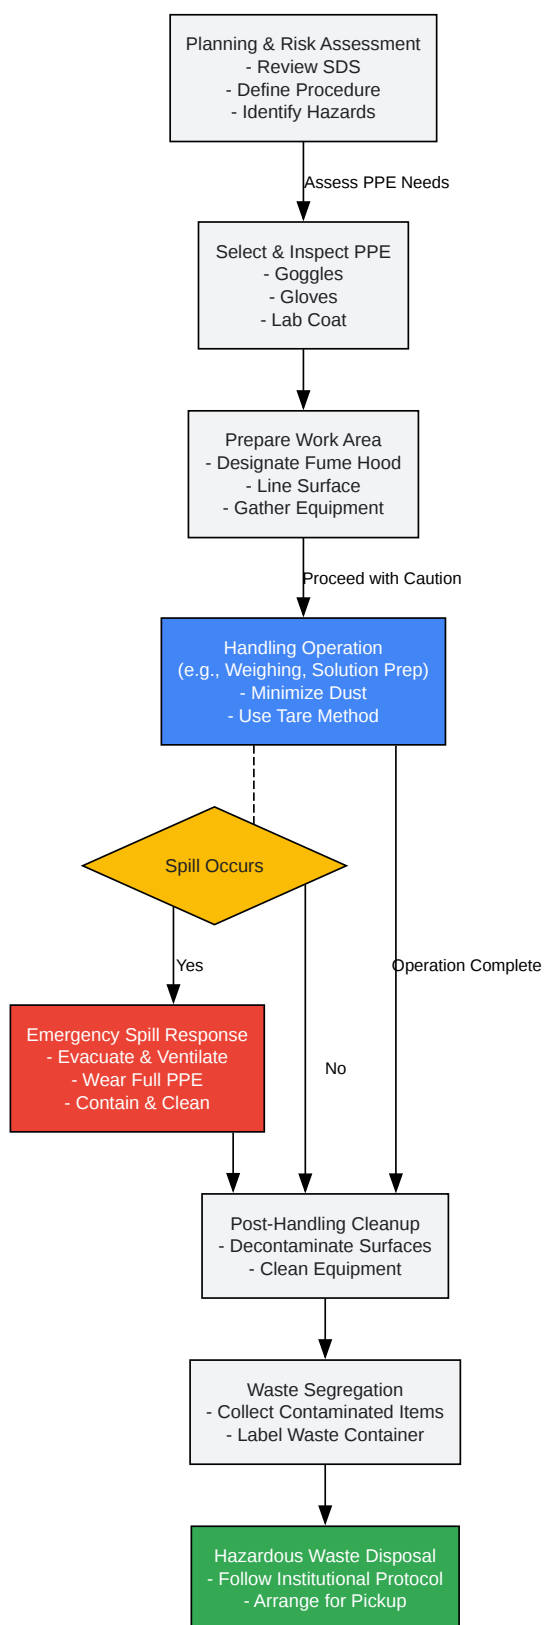 Planning & Risk Assessment
- Review SDS
- Define Procedure
- Identify Hazards
Assess PPE Needs
Select & Inspect PPE
- Goggles
- Gloves
- Lab Coat
Prepare Work Area
- Designate Fume Hood
- Line Surface
- Gather Equipment
Proceed with Caution
Handling Operation
(e.g., Weighing, Solution Prep)
- Minimize Dust
- Use Tare Method
Spill Occurs
Yes
Operation Complete
Emergency Spill Response
- Evacuate & Ventilate
- Wear Full PPE
- Contain & Clean
No
Post-Handling Cleanup
- Decontaminate Surfaces
- Clean Equipment
Waste Segregation
- Collect Contaminated Items
- Label Waste Container
Hazardous Waste Disposal
- Follow Institutional Protocol
- Arrange for Pickup